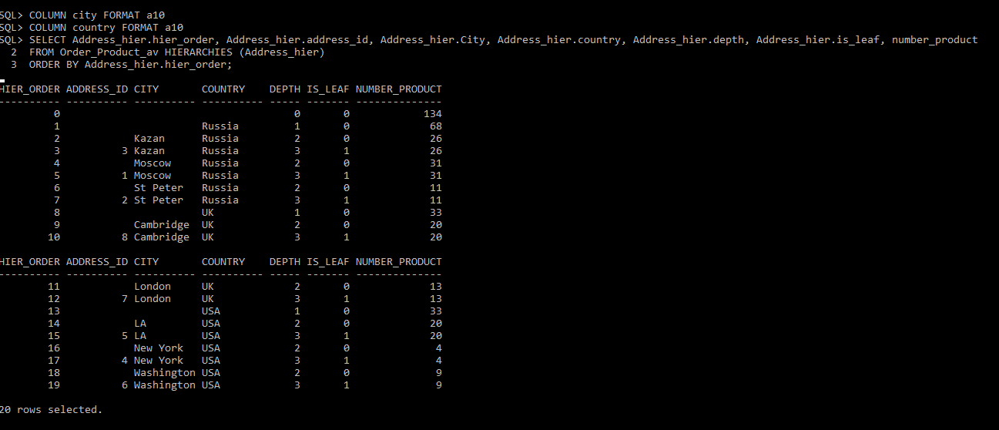 SQL> COLUMN city FORMAT a10
SQL> COLUMN country FORMAT a10
SQL> SELECT Address_hier.hier_order, Address_hier.address_id, Address_hier.City, Address_hier.country, Address_hier.depth, Address_hier.is_leaf, number_product
2 FROM Order_Product_av HIERARCHIES (Address_hier)
3 ORDER BY Address_hier.hier_order;
HIER_ORDER ADDRESS_ID CITY COUNTRY DEPTH IS_LEAF NUMBER_PRODUCT
---------- ---------- ---------- ---------- ----- ------- --------------
0 0 0 134
1 Russia 1 0 68
2 Kazan Russia 2 0 26
3 3 Kazan Russia 3 1 26
4 Moscow Russia 2 0 31
5 1 Moscow Russia 3 1 31
6 St Peter Russia 2 0 11
7 2 St Peter Russia 3 1 11
8 UK 1 0 33
9 Cambridge UK 2 0 20
10 8 Cambridge UK 3 1 20
HIER_ORDER ADDRESS_ID CITY COUNTRY DEPTH IS_LEAF NUMBER_PRODUCT
---------- ---------- ---------- ---------- ----- ------- --------------
11 London UK 2 0 13
12 7 London UK 3 1 13
13 USA 1 0 33
14 LA USA 2 0 20
15 5 LA USA 3 1 20
16 New York USA 2 0 4
17 4 New York USA 3 1 4
18 Washington USA 2 0 9
19 6 Washington USA 3 1 9
20 rows selected.